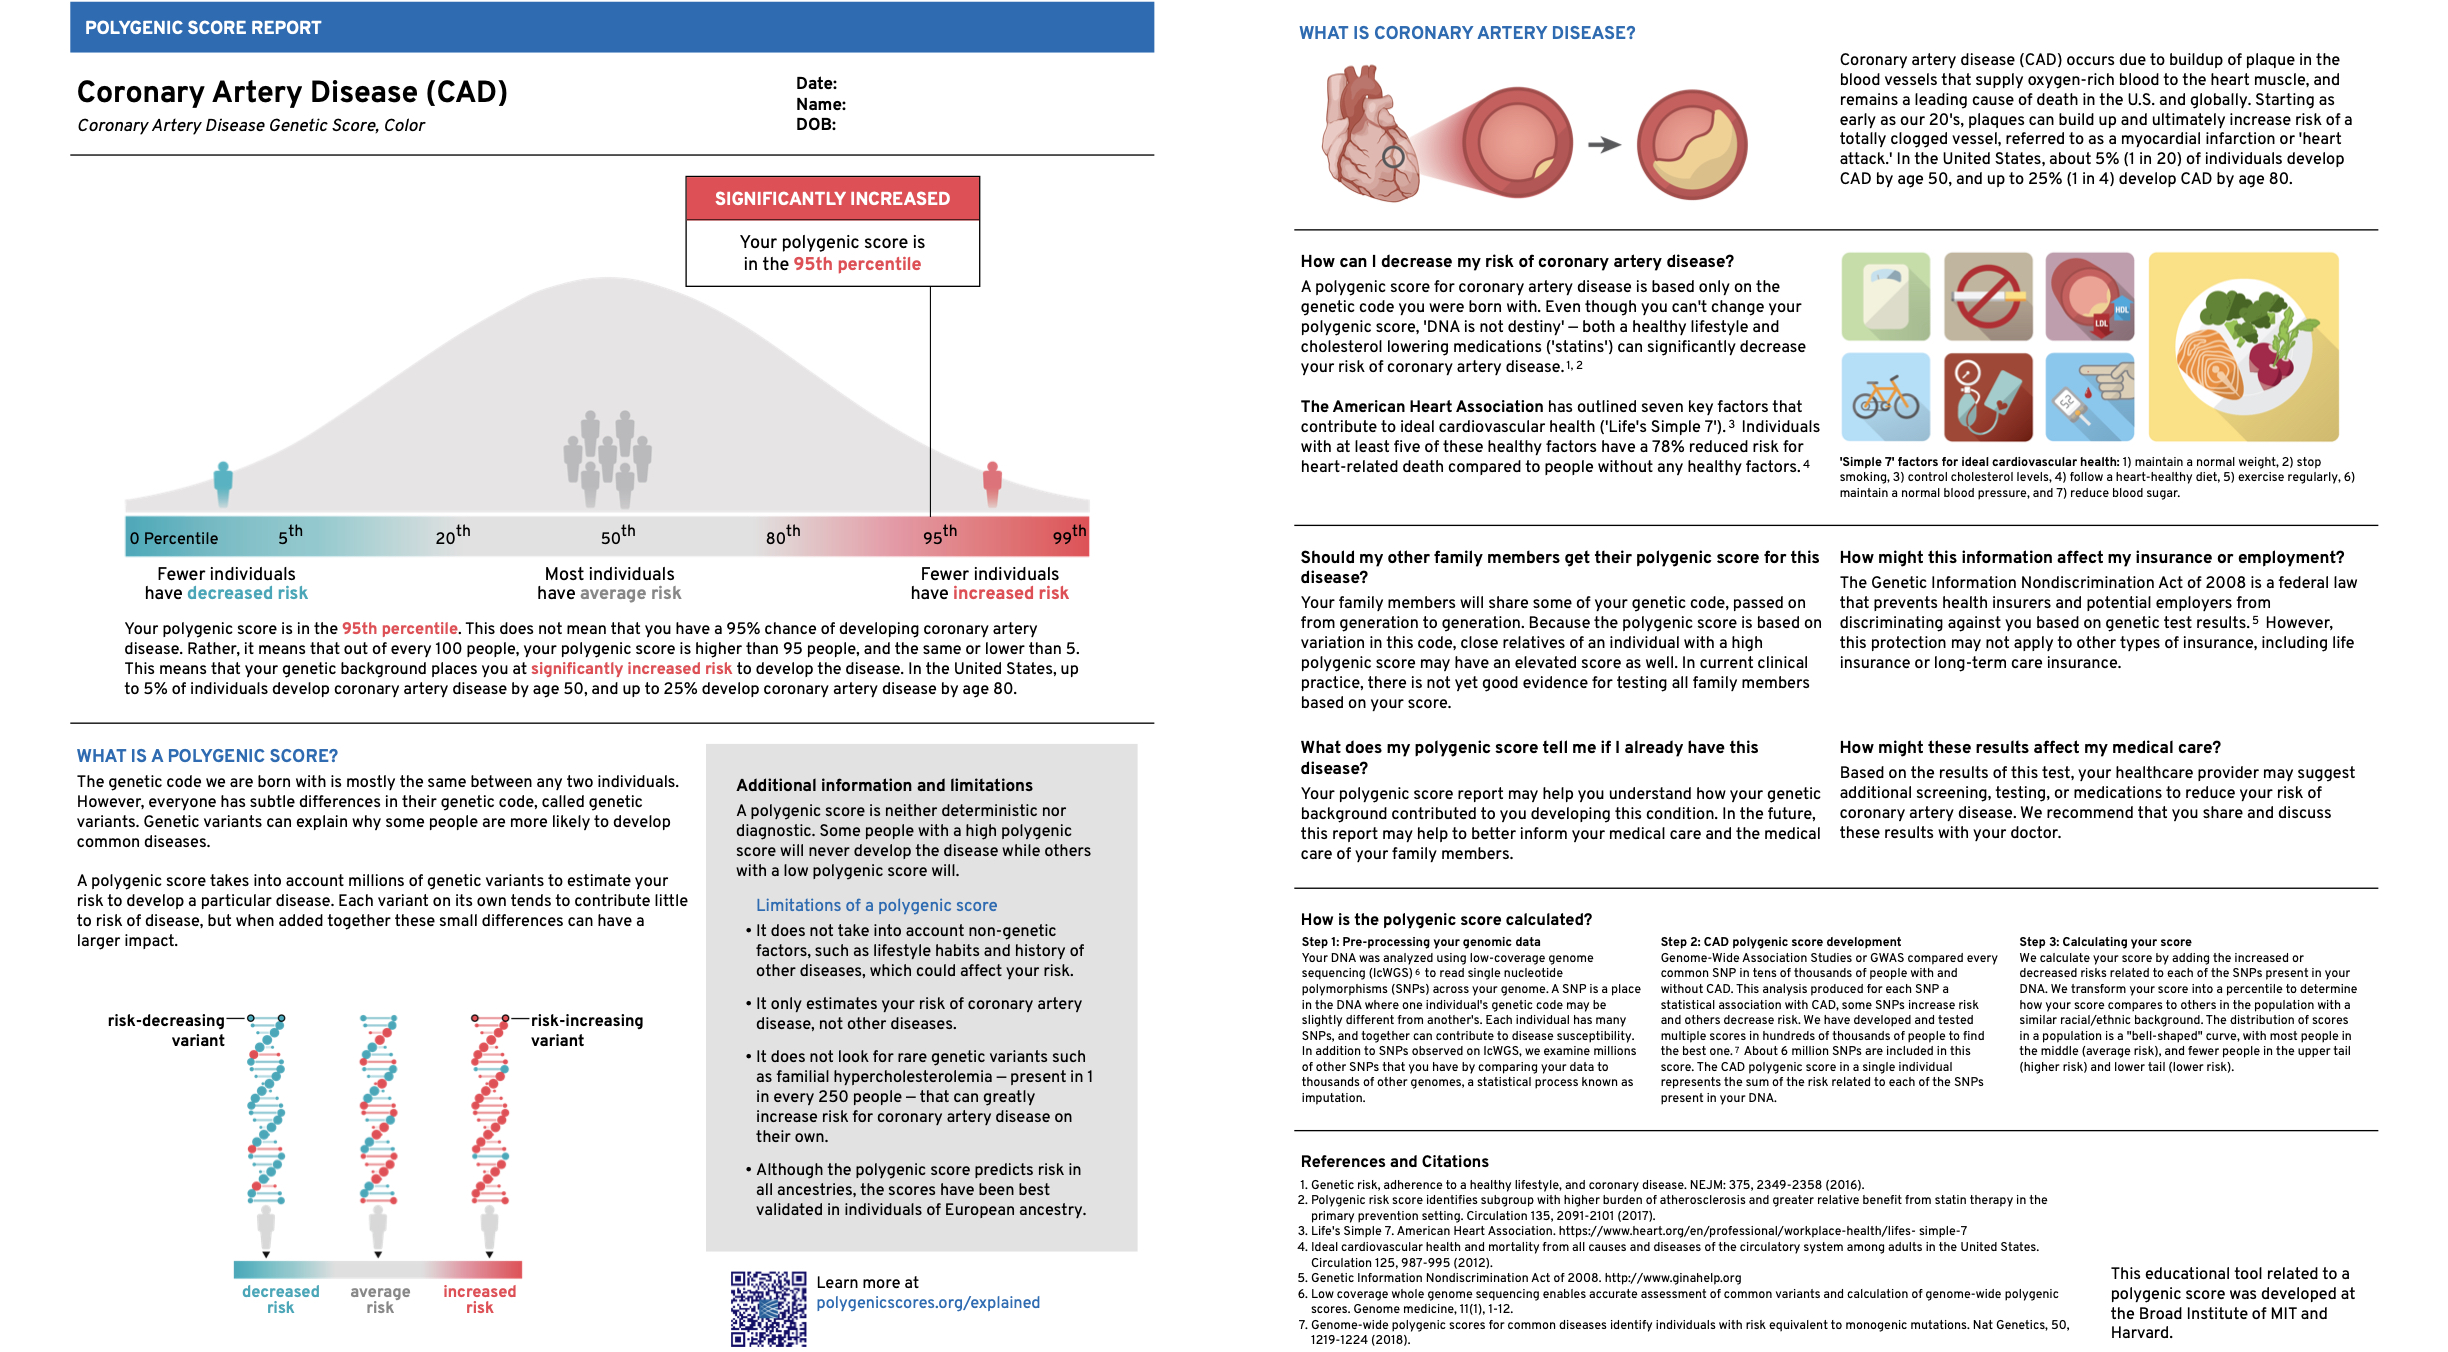 POLYGENIC SCORE REPORT
Coronary Artery Disease (CAD)
Coronary Artery Disease Genetic Score, Color
Date:
Name:
DOB:
SIGNIFICANTLY INCREASED
Your polygenic score is
in the 95th percentile
0 Percentile 5th 20th 50th 80th 95th 99th
Fewer individuals
have decreased risk
Most individuals
have average risk
Fewer individuals
have increased risk
Your polygenic score is in the 95th percentile. This does not mean that you have a 95% chance of developing coronary artery
disease. Rather, it means that out of every 100 people, your polygenic score is higher than 95 people, and the same or lower than 5.
This means that your genetic background places you at significantly increased risk to develop the disease. In the United States, up
to 5% of individuals develop coronary artery disease by age 50, and up to 25% develop coronary artery disease by age 80.
WHAT IS A POLYGENIC SCORE?
The genetic code we are born with is mostly the same between any two individuals.
However, everyone has subtle differences in their genetic code, called genetic
variants. Genetic variants can explain why some people are more likely to develop
common diseases.
A polygenic score takes into account millions of genetic variants to estimate your
risk to develop a particular disease. Each variant on its own tends to contribute little
to risk of disease, but when added together these small differences can have a
larger impact.
risk-decreasing
variant
risk-increasing
variant
decreased
risk
average
risk
increased
risk
Additional information and limitations
A polygenic score is neither deterministic nor
diagnostic. Some people with a high polygenic
score will never develop the disease while others
with a low polygenic score will.
Limitations of a polygenic score
• It does not take into account non-genetic
factors, such as lifestyle habits and history of
other diseases, which could affect your risk.
• It only estimates your risk of coronary artery
disease, not other diseases.
• It does not look for rare genetic variants such
as familial hypercholesterolemia — present in 1
in every 250 people — that can greatly
increase risk for coronary artery disease on
their own.
• Although the polygenic score predicts risk in
all ancestries, the scores have been best
validated in individuals of European ancestry.
Learn more at
polygenicscores.org/explained
WHAT IS CORONARY ARTERY DISEASE?
Coronary artery disease (CAD) occurs due to buildup of plaque in the
blood vessels that supply oxygen-rich blood to the heart muscle, and
remains a leading cause of death in the U.S. and globally. Starting as
early as our 20's, plaques can build up and ultimately increase risk of a
totally clogged vessel, referred to as a myocardial infarction or 'heart
attack.' In the United States, about 5% (1 in 20) of individuals develop
CAD by age 50, and up to 25% (1 in 4) develop CAD by age 80.
How can I decrease my risk of coronary artery disease?
A polygenic score for coronary artery disease is based only on the
genetic code you were born with. Even though you can't change your
polygenic score, 'DNA is not destiny' — both a healthy lifestyle and
cholesterol lowering medications ('statins') can significantly decrease
your risk of coronary artery disease.1, 2
The American Heart Association has outlined seven key factors that
contribute to ideal cardiovascular health ('Life's Simple 7').3 Individuals
with at least five of these healthy factors have a 78% reduced risk for
heart-related death compared to people without any healthy factors.4
HDL
LDL
52
'Simple 7' factors for ideal cardiovascular health: 1) maintain a normal weight, 2) stop
smoking, 3) control cholesterol levels, 4) follow a heart-healthy diet, 5) exercise regularly, 6)
maintain a normal blood pressure, and 7) reduce blood sugar.
Should my other family members get their polygenic score for this
disease?
Your family members will share some of your genetic code, passed on
from generation to generation. Because the polygenic score is based on
variation in this code, close relatives of an individual with a high
polygenic score may have an elevated score as well. In current clinical
practice, there is not yet good evidence for testing all family members
based on your score.
How might this information affect my insurance or employment?
The Genetic Information Nondiscrimination Act of 2008 is a federal law
that prevents health insurers and potential employers from
discriminating against you based on genetic test results.5 However,
this protection may not apply to other types of insurance, including life
insurance or long-term care insurance.
What does my polygenic score tell me if I already have this
disease?
Your polygenic score report may help you understand how your genetic
background contributed to you developing this condition. In the future,
this report may help to better inform your medical care and the medical
care of your family members.
How might these results affect my medical care?
Based on the results of this test, your healthcare provider may suggest
additional screening, testing, or medications to reduce your risk of
coronary artery disease. We recommend that you share and discuss
these results with your doctor.
How is the polygenic score calculated?
Step 1: Pre-processing your genomic data
Your DNA was analyzed using low-coverage genome
sequencing (lcWGS)6 to read single nucleotide
polymorphisms (SNPs) across your genome. A SNP is a place
in the DNA where one individual's genetic code may be
slightly different from another's. Each individual has many
SNPs, and together can contribute to disease susceptibility.
In addition to SNPs observed on lcWGS, we examine millions
of other SNPs that you have by comparing your data to
thousands of other genomes, a statistical process known as
imputation.
Step 2: CAD polygenic score development
Genome-Wide Association Studies or GWAS compared every
common SNP in tens of thousands of people with and
without CAD. This analysis produced for each SNP a
statistical association with CAD, some SNPs increase risk
and others decrease risk. We have developed and tested
multiple scores in hundreds of thousands of people to find
the best one.7 About 6 million SNPs are included in this
score. The CAD polygenic score in a single individual
represents the sum of the risk related to each of the SNPs
present in your DNA.
Step 3: Calculating your score
We calculate your score by adding the increased or
decreased risks related to each of the SNPs present in your
DNA. We transform your score into a percentile to determine
how your score compares to others in the population with a
similar racial/ethnic background. The distribution of scores
in a population is a "bell-shaped" curve, with most people in
the middle (average risk), and fewer people in the upper tail
(higher risk) and lower tail (lower risk).
References and Citations
1. Genetic risk, adherence to a healthy lifestyle, and coronary disease. NEJM: 375, 2349-2358 (2016).
2. Polygenic risk score identifies subgroup with higher burden of atherosclerosis and greater relative benefit from statin therapy in the
primary prevention setting. Circulation 135, 2091-2101 (2017).
3. Life's Simple 7. American Heart Association. https://www.heart.org/en/professional/workplace-health/lifes- simple-7
4. Ideal cardiovascular health and mortality from all causes and diseases of the circulatory system among adults in the United States.
Circulation 125, 987-995 (2012).
5. Genetic Information Nondiscrimination Act of 2008. http://www.ginahelp.org
6. Low coverage whole genome sequencing enables accurate assessment of common variants and calculation of genome-wide polygenic
scores. Genome medicine, 11(1), 1-12.
7. Genome-wide polygenic scores for common diseases identify individuals with risk equivalent to monogenic mutations. Nat Genetics, 50,
1219-1224 (2018).
This educational tool related to a
polygenic score was developed at
the Broad Institute of MIT and
Harvard.